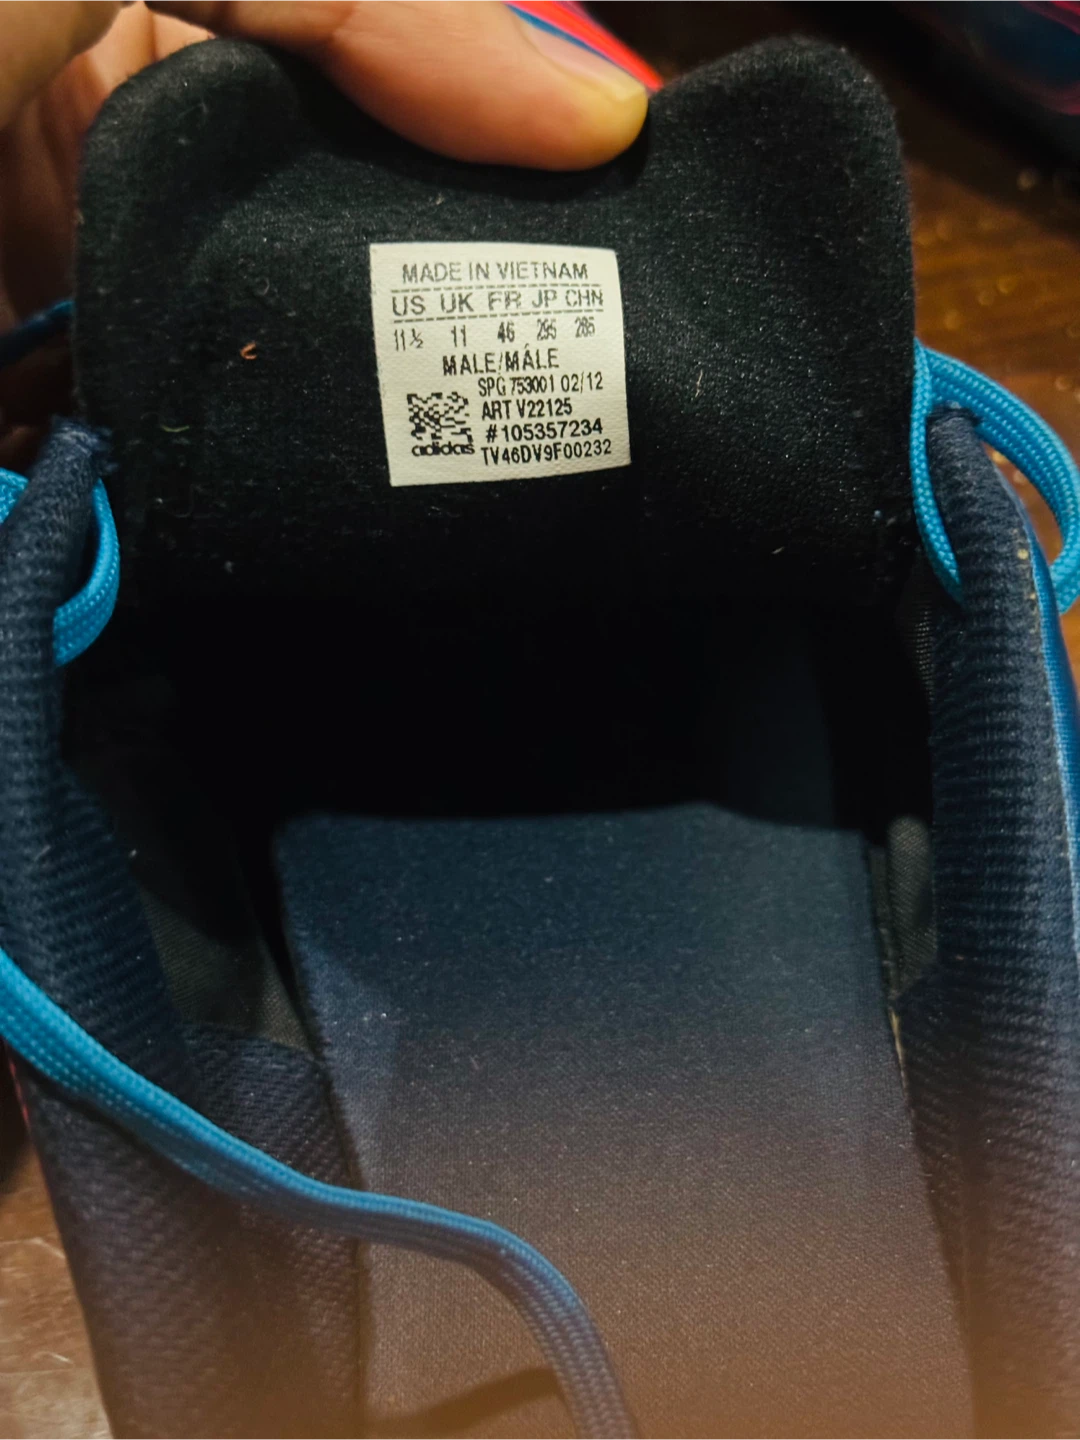 MADE IN VIETNAM
US UK FR JP CHN
11½ 11 46 295 285
MALE/MÁLE
SPG 753001 02/12
ART V22125
#105357234
adidas TV46DV9F00232